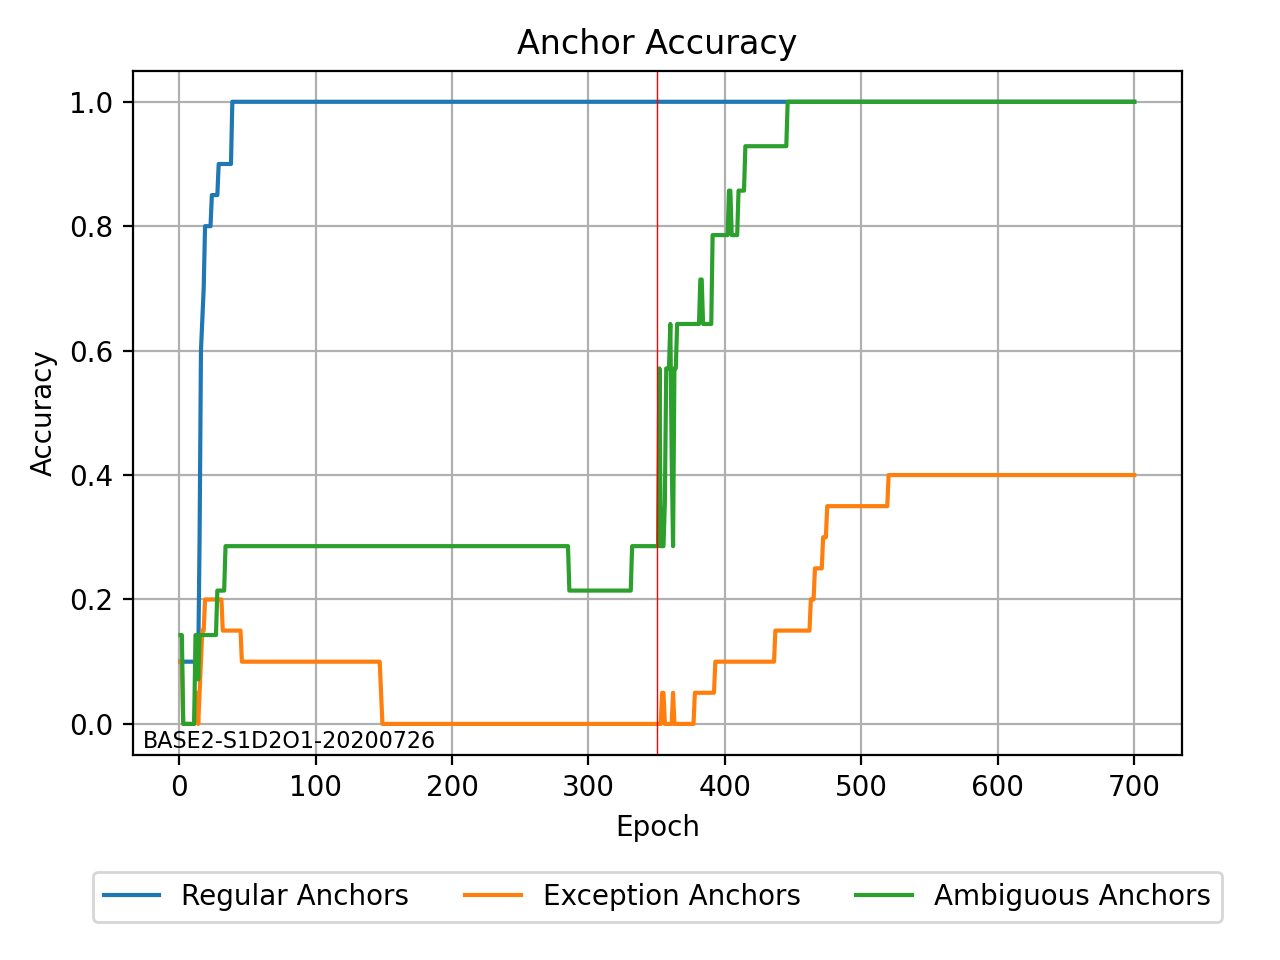 Anchor Accuracy
1.0
0.8
0.6
0.4
0.2
0.0
Accuracy
BASE2-S1D2O1-20200726
0 100 200 300 400 500 600 700
Epoch
Regular Anchors Exception Anchors Ambiguous Anchors